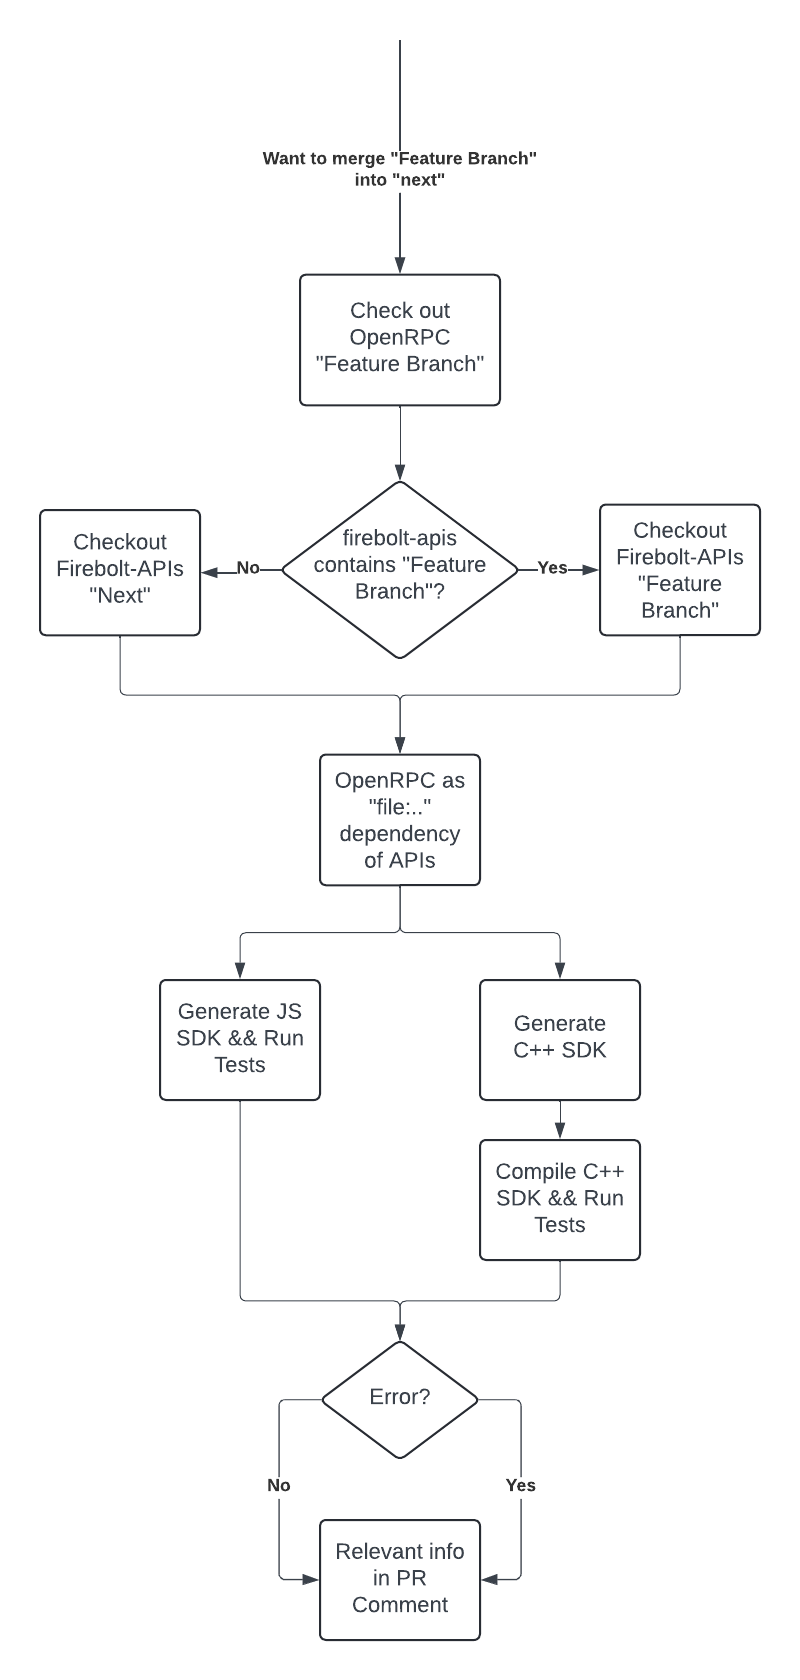 Want to merge "Feature Branch"
into "next"
Check out
OpenRPC
"Feature Branch"
firebolt-apis
contains "Feature
Branch"?
No
Yes
Checkout
Firebolt-APIs
"Next"
Checkout
Firebolt-APIs
"Feature
Branch"
OpenRPC as
"file:.."
dependency
of APIs
Generate JS
SDK && Run
Tests
Generate
C++ SDK
Compile C++
SDK && Run
Tests
Error?
No
Yes
Relevant info
in PR
Comment